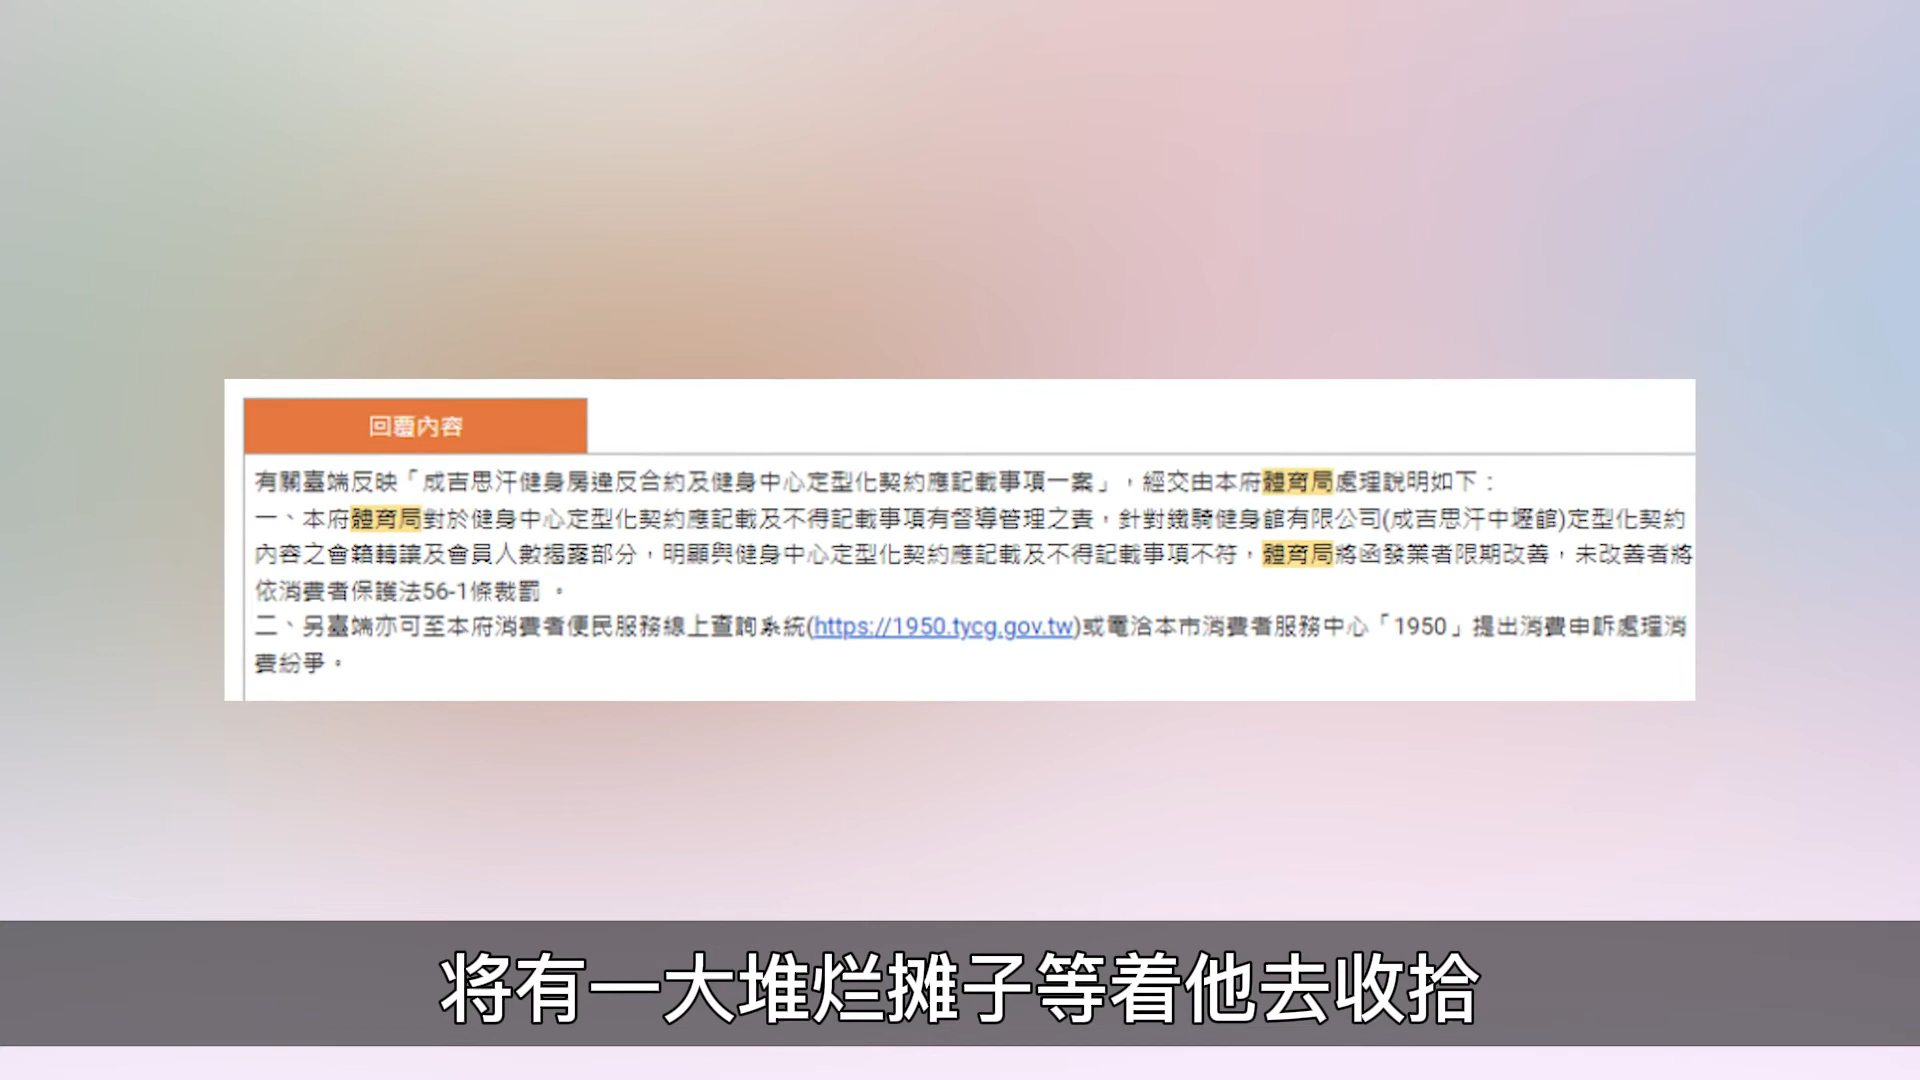 回覆內容
有關臺端反映「成吉思汗健身房違反合約及健身中心定型化契約應記載事項一案」，經交由本府體育局處理說明如下：
一、本府體育局對於健身中心定型化契約應記載及不得記載事項有督導管理之責，針對鐵騎健身館有限公司(成吉思汗中壢館)定型化契約
內容之會籍轉讓及會員人數揭露部分，明顯與健身中心定型化契約應記載及不得記載事項不符，體育局將函發業者限期改善，未改善者將
依消費者保護法56-1條裁罰 。
二、另臺端亦可至本府消費者便民服務線上查詢系統(https://1950.tycg.gov.tw)或電洽本市消費者服務中心「1950」提出消費申訴處理消
費紛爭。
将有一大堆烂摊子等着他去收拾